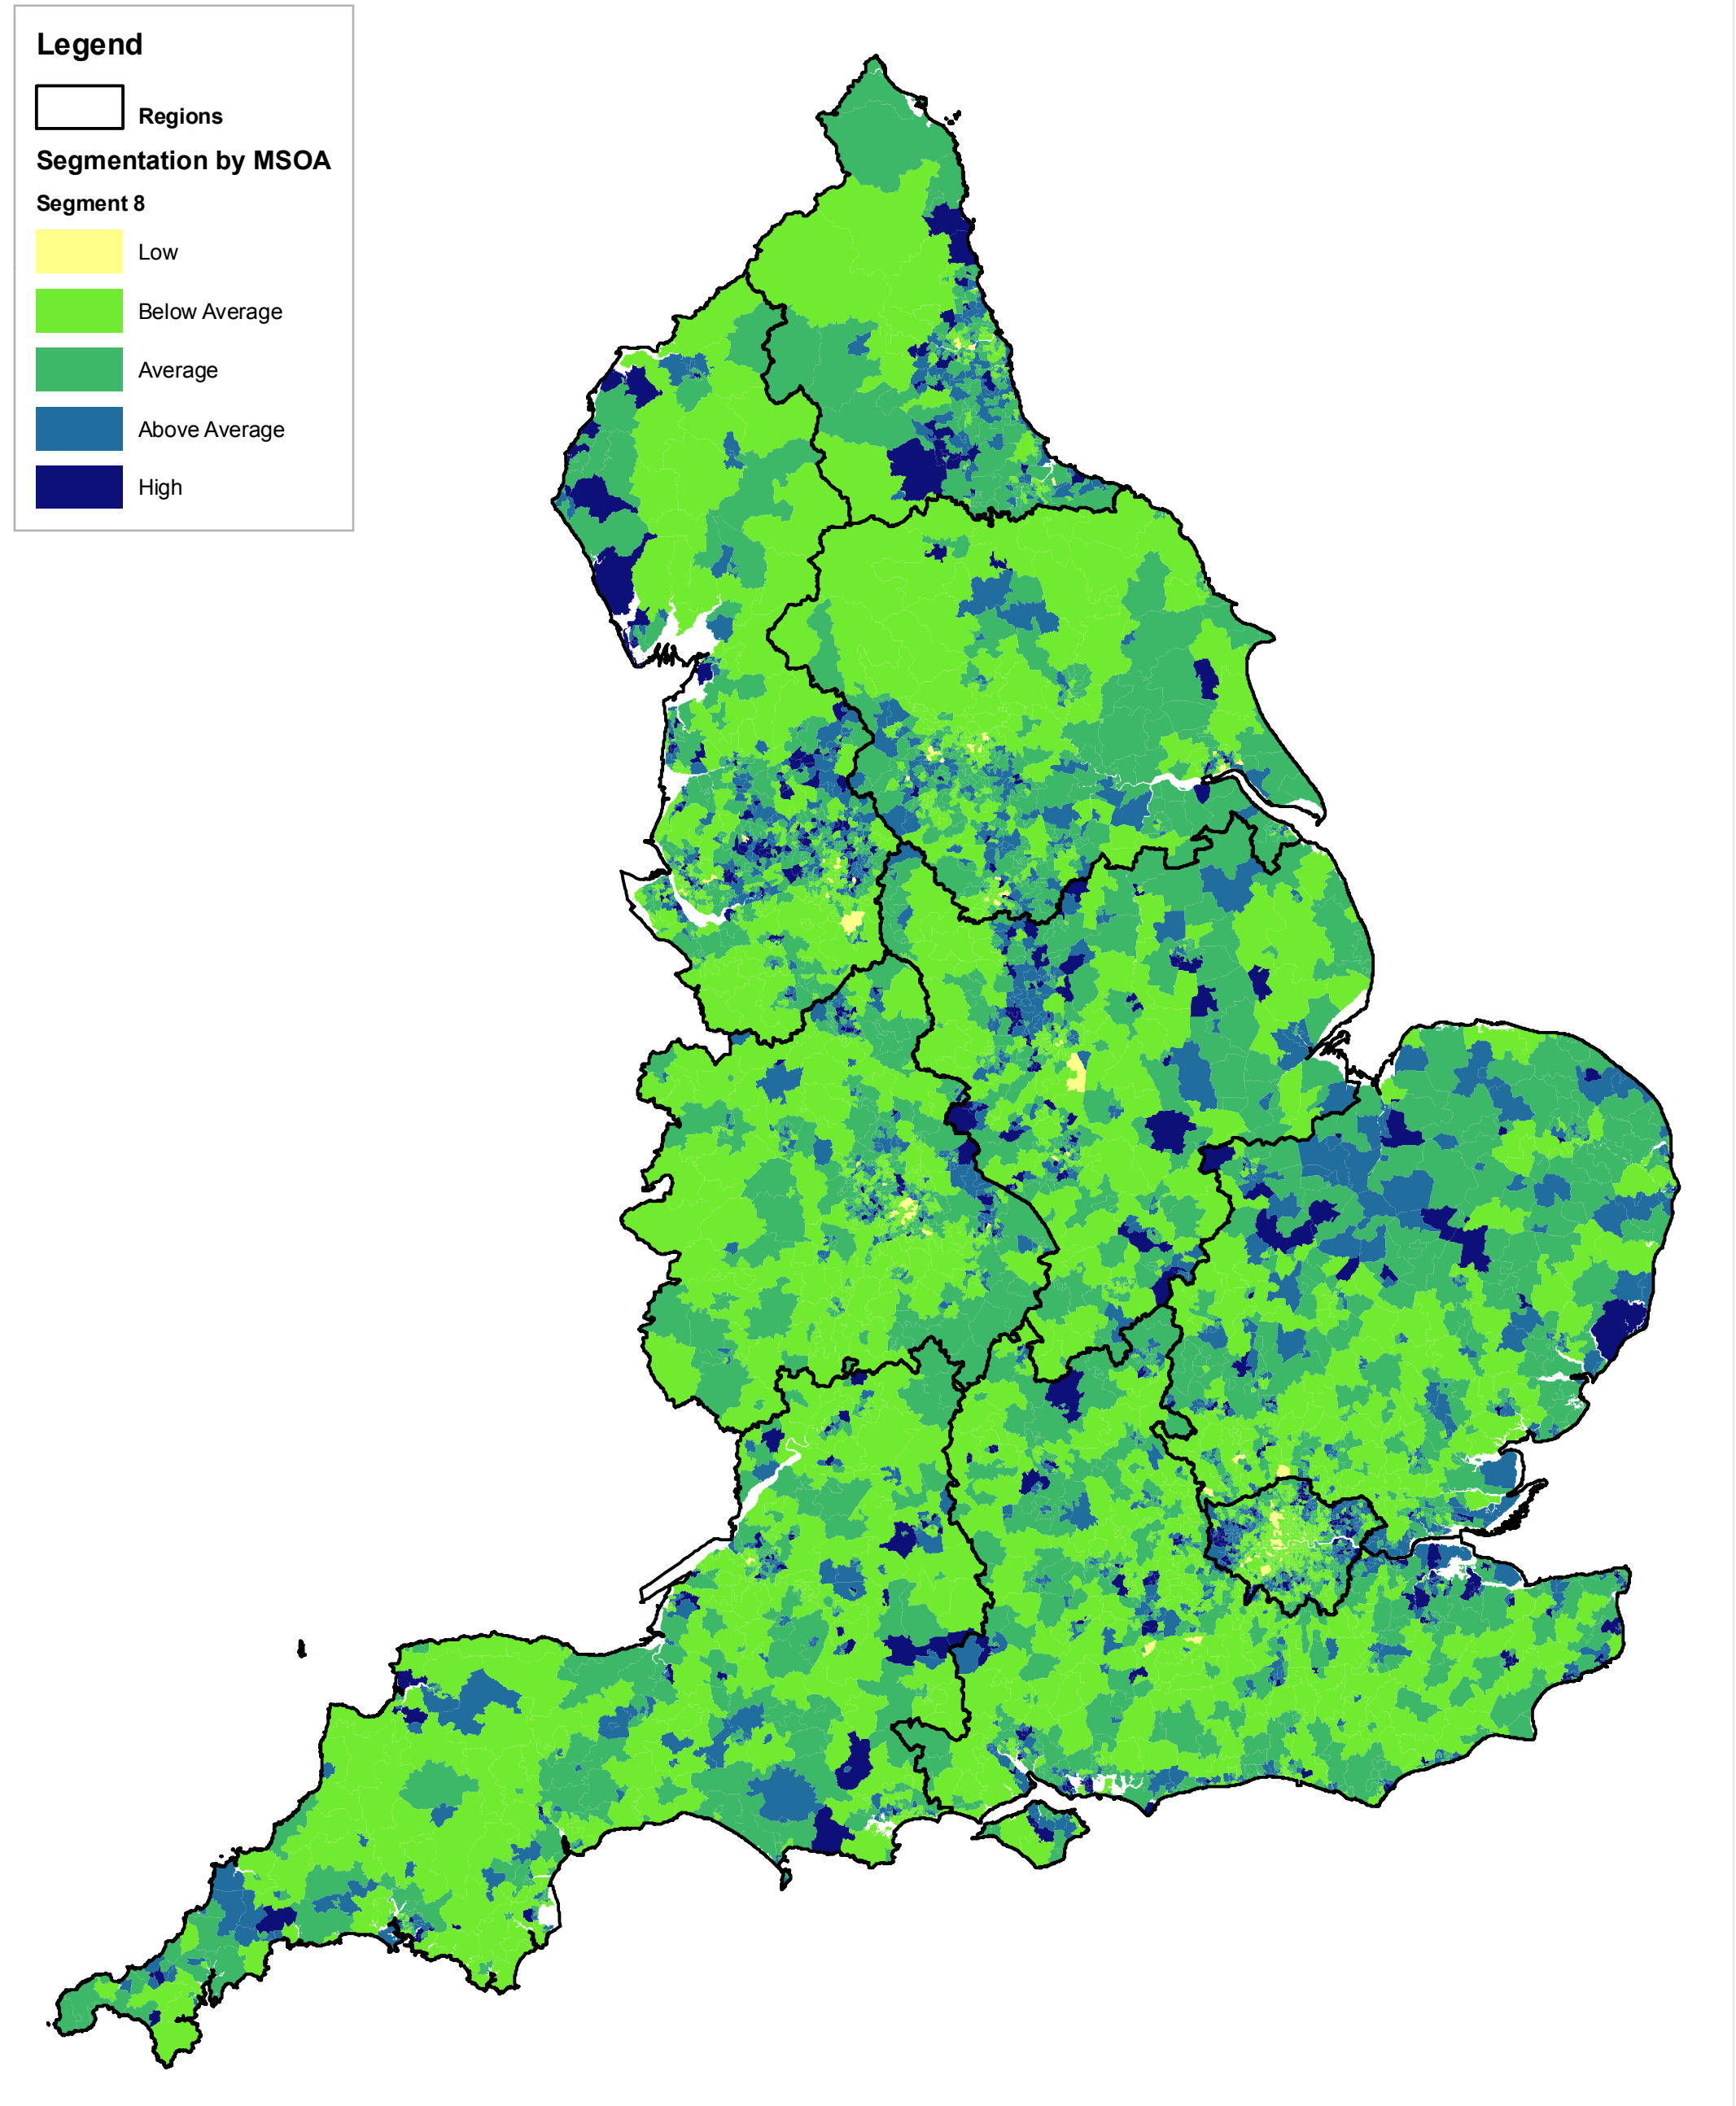 Legend
Regions
Segmentation by MSOA
Segment 8
Low
Below Average
Average
Above Average
High